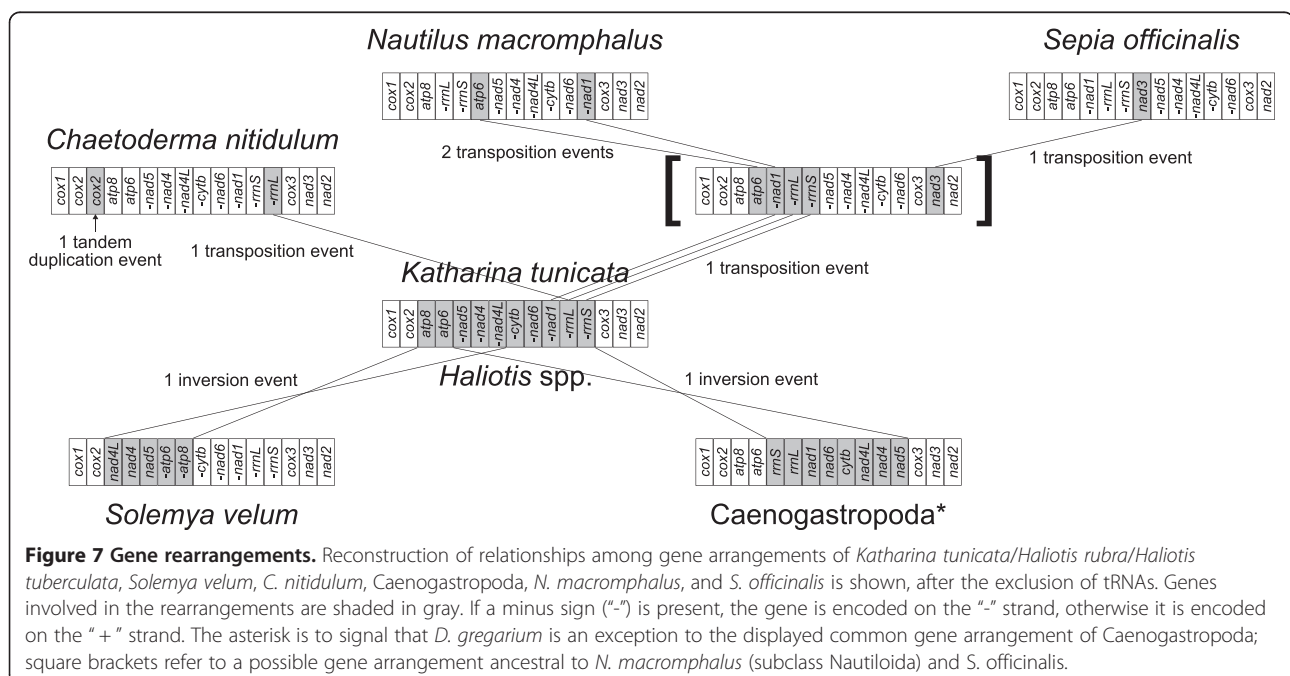 Nautilus macromphalus
Sepia officinalis
cox1 cox2 atp8 -rrnL -rrnS atp6 -nad5 -nad4 -nad4L -cytb -nad6 -nad1 cox3 nad3 nad2
cox1 cox2 atp8 atp6 -nad1 -rrnL -rrnS nad3 -nad5 -nad4 -nad4L -cytb -nad6 cox3 nad2
Chaetoderma nitidulum
2 transposition events
1 transposition event
cox1 cox2 cox2 atp8 atp6 -nad5 -nad4 -nad4L -cytb -nad6 -nad1 -rrnS -rrnL cox3 nad3 nad2
[ cox1 cox2 atp8 atp6 -nad1 -rrnL -rrnS -nad5 -nad4 -nad4L -cytb -nad6 cox3 nad3 nad2 ]
1 tandem
duplication event
1 transposition event
Katharina tunicata
1 transposition event
cox1 cox2 atp8 atp6 -nad5 -nad4 -nad4L -cytb -nad6 -nad1 -rrnL -rrnS cox3 nad3 nad2
1 inversion event
Haliotis spp.
1 inversion event
cox1 cox2 nad4L nad4 nad5 -atp6 -atp8 -cytb -nad6 -nad1 -rrnL -rrnS cox3 nad3 nad2
cox1 cox2 atp8 atp6 rrnS rrnL nad1 nad6 cytb nad4L nad4 nad5 cox3 nad3 nad2
Solemya velum
Caenogastropoda*
Figure 7 Gene rearrangements. Reconstruction of relationships among gene arrangements of Katharina tunicata/Haliotis rubra/Haliotis
tuberculata, Solemya velum, C. nitidulum, Caenogastropoda, N. macromphalus, and S. officinalis is shown, after the exclusion of tRNAs. Genes
involved in the rearrangements are shaded in gray. If a minus sign ("-") is present, the gene is encoded on the "-" strand, otherwise it is encoded
on the " + " strand. The asterisk is to signal that D. gregarium is an exception to the displayed common gene arrangement of Caenogastropoda;
square brackets refer to a possible gene arrangement ancestral to N. macromphalus (subclass Nautiloida) and S. officinalis.